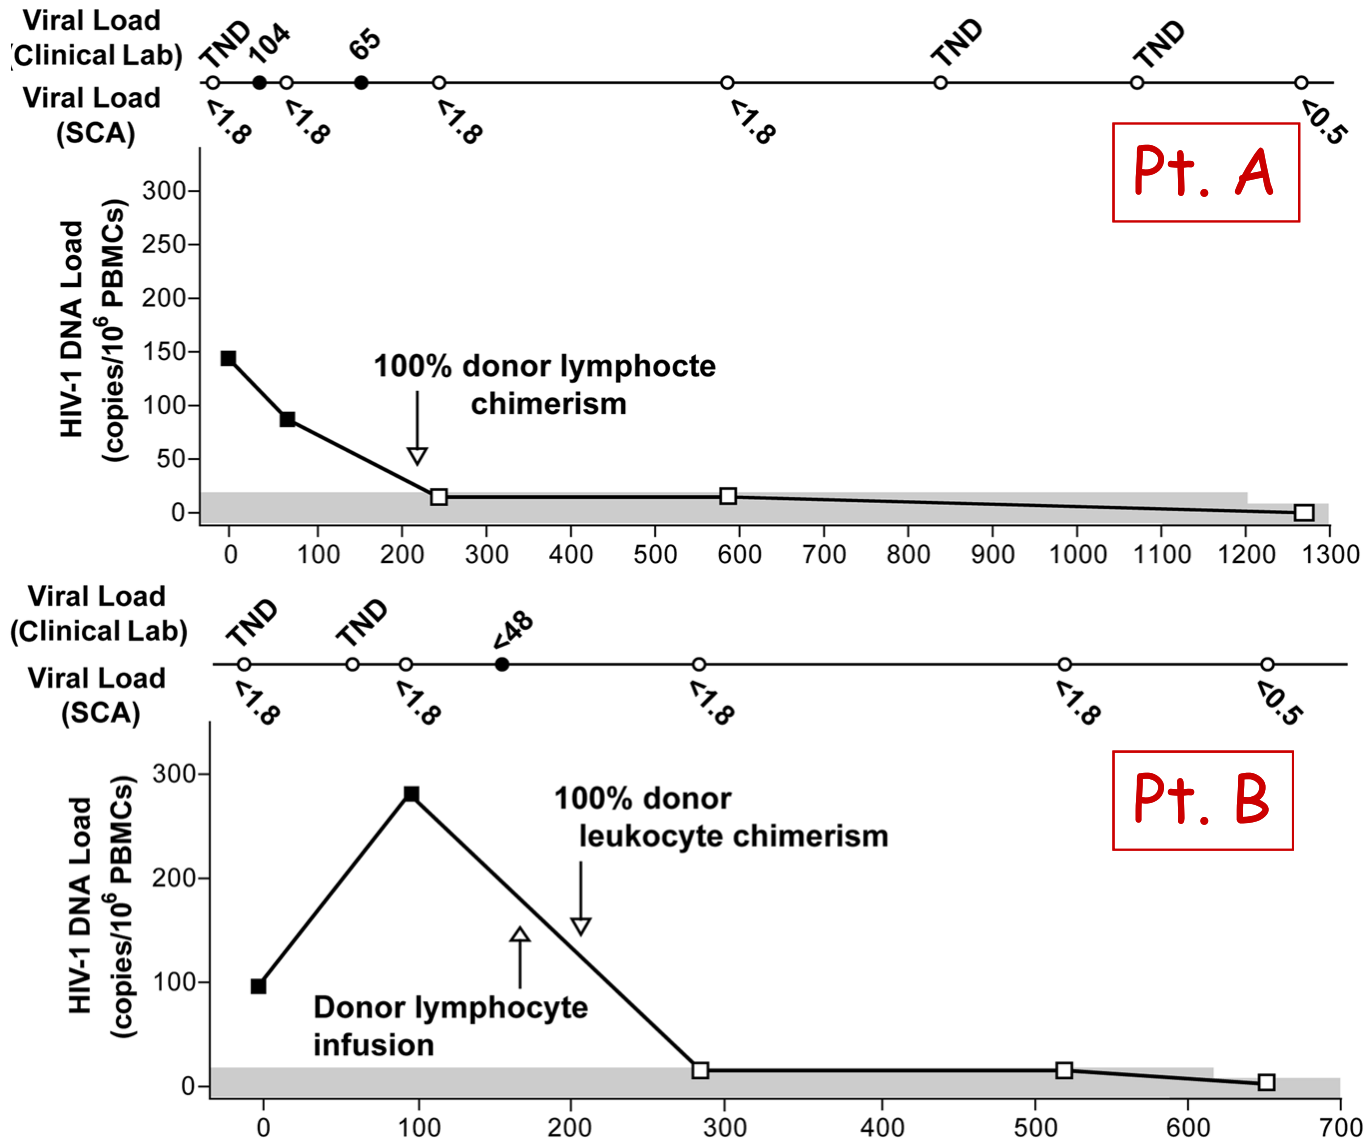 Viral Load
(Clinical Lab)
TND 104 65 TND TND
Viral Load
(SCA)
<1.8 <1.8 <1.8 <1.8 <0.5
Pt. A
HIV-1 DNA Load
(copies/10⁶ PBMCs)
300
250
200
150
100
50
0
100% donor lymphocte
chimerism
0 100 200 300 400 500 600 700 800 900 1000 1100 1200 1300
Viral Load
(Clinical Lab)
TND TND <48
Viral Load
(SCA)
<1.8 <1.8 <1.8 <1.8 <0.5
Pt. B
HIV-1 DNA Load
(copies/10⁶ PBMCs)
300
200
100
0
100% donor
leukocyte chimerism
Donor lymphocyte
infusion
0 100 200 300 400 500 600 700